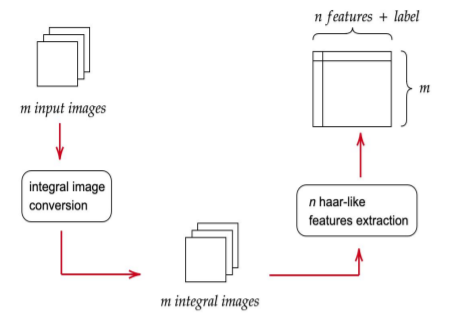 n features + label
m input images
m
integral image
conversion
n haar-like
features extraction
m integral images